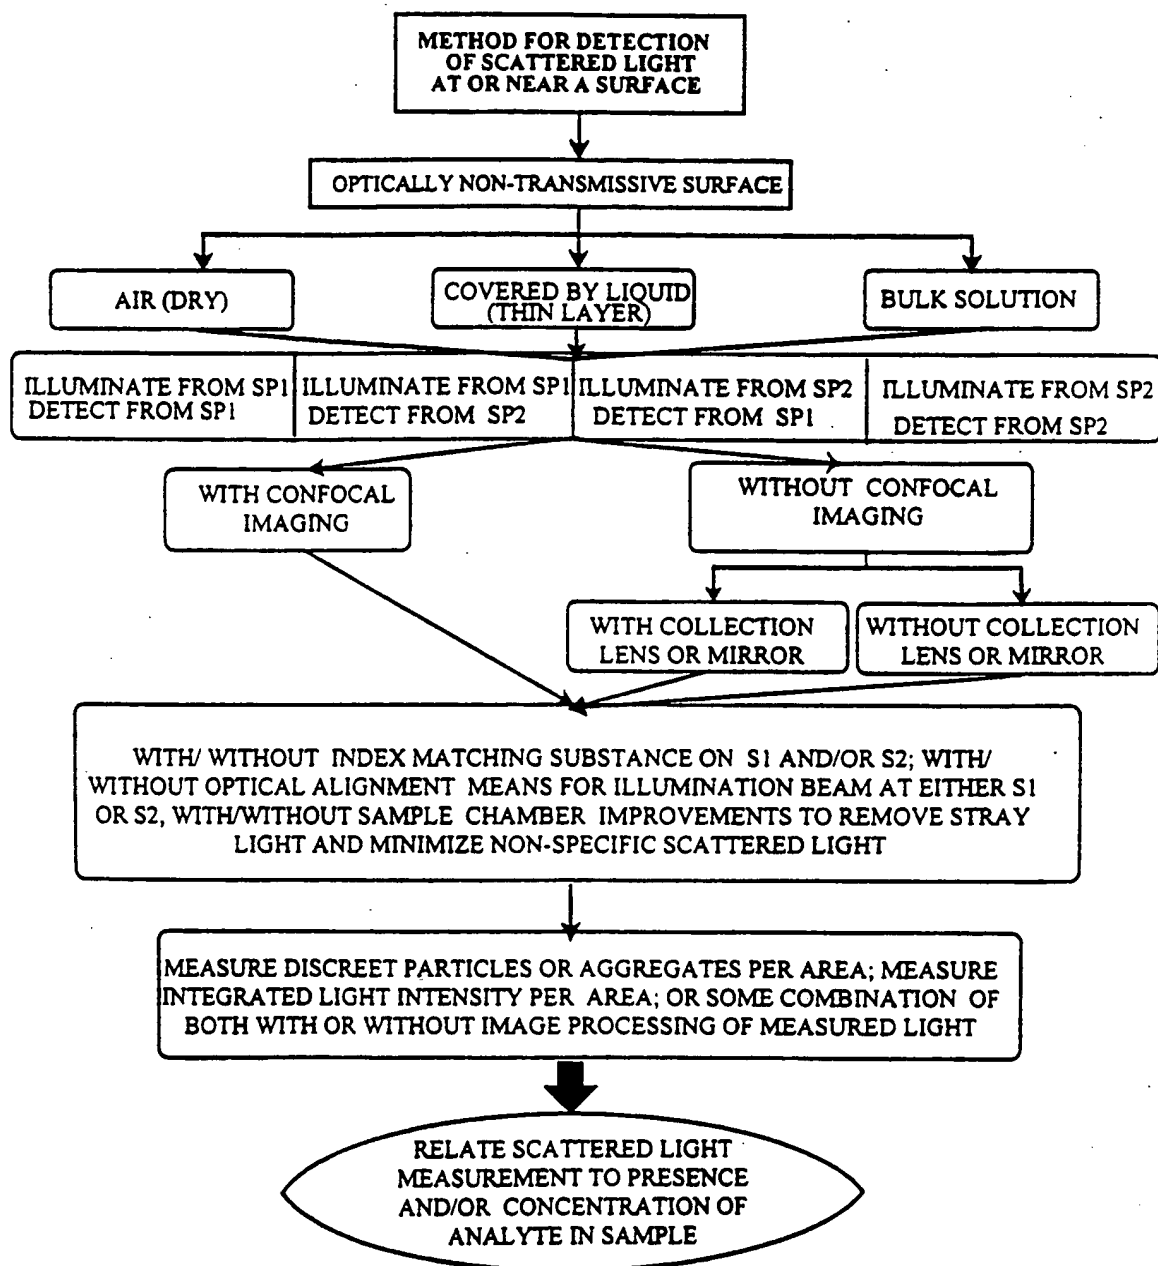 METHOD FOR DETECTION
OF SCATTERED LIGHT
AT OR NEAR A SURFACE
OPTICALLY NON-TRANSMISSIVE SURFACE
AIR (DRY)
COVERED BY LIQUID
(THIN LAYER)
BULK SOLUTION
ILLUMINATE FROM SP1
DETECT FROM SP1
ILLUMINATE FROM SP1
DETECT FROM SP2
ILLUMINATE FROM SP2
DETECT FROM SP1
ILLUMINATE FROM SP2
DETECT FROM SP2
WITH CONFOCAL
IMAGING
WITHOUT CONFOCAL
IMAGING
WITH COLLECTION
LENS OR MIRROR
WITHOUT COLLECTION
LENS OR MIRROR
WITH/ WITHOUT INDEX MATCHING SUBSTANCE ON S1 AND/OR S2; WITH/
WITHOUT OPTICAL ALIGNMENT MEANS FOR ILLUMINATION BEAM AT EITHER S1
OR S2, WITH/WITHOUT SAMPLE CHAMBER IMPROVEMENTS TO REMOVE STRAY
LIGHT AND MINIMIZE NON-SPECIFIC SCATTERED LIGHT
MEASURE DISCREET PARTICLES OR AGGREGATES PER AREA; MEASURE
INTEGRATED LIGHT INTENSITY PER AREA; OR SOME COMBINATION OF
BOTH WITH OR WITHOUT IMAGE PROCESSING OF MEASURED LIGHT
RELATE SCATTERED LIGHT
MEASUREMENT TO PRESENCE
AND/OR CONCENTRATION OF
ANALYTE IN SAMPLE